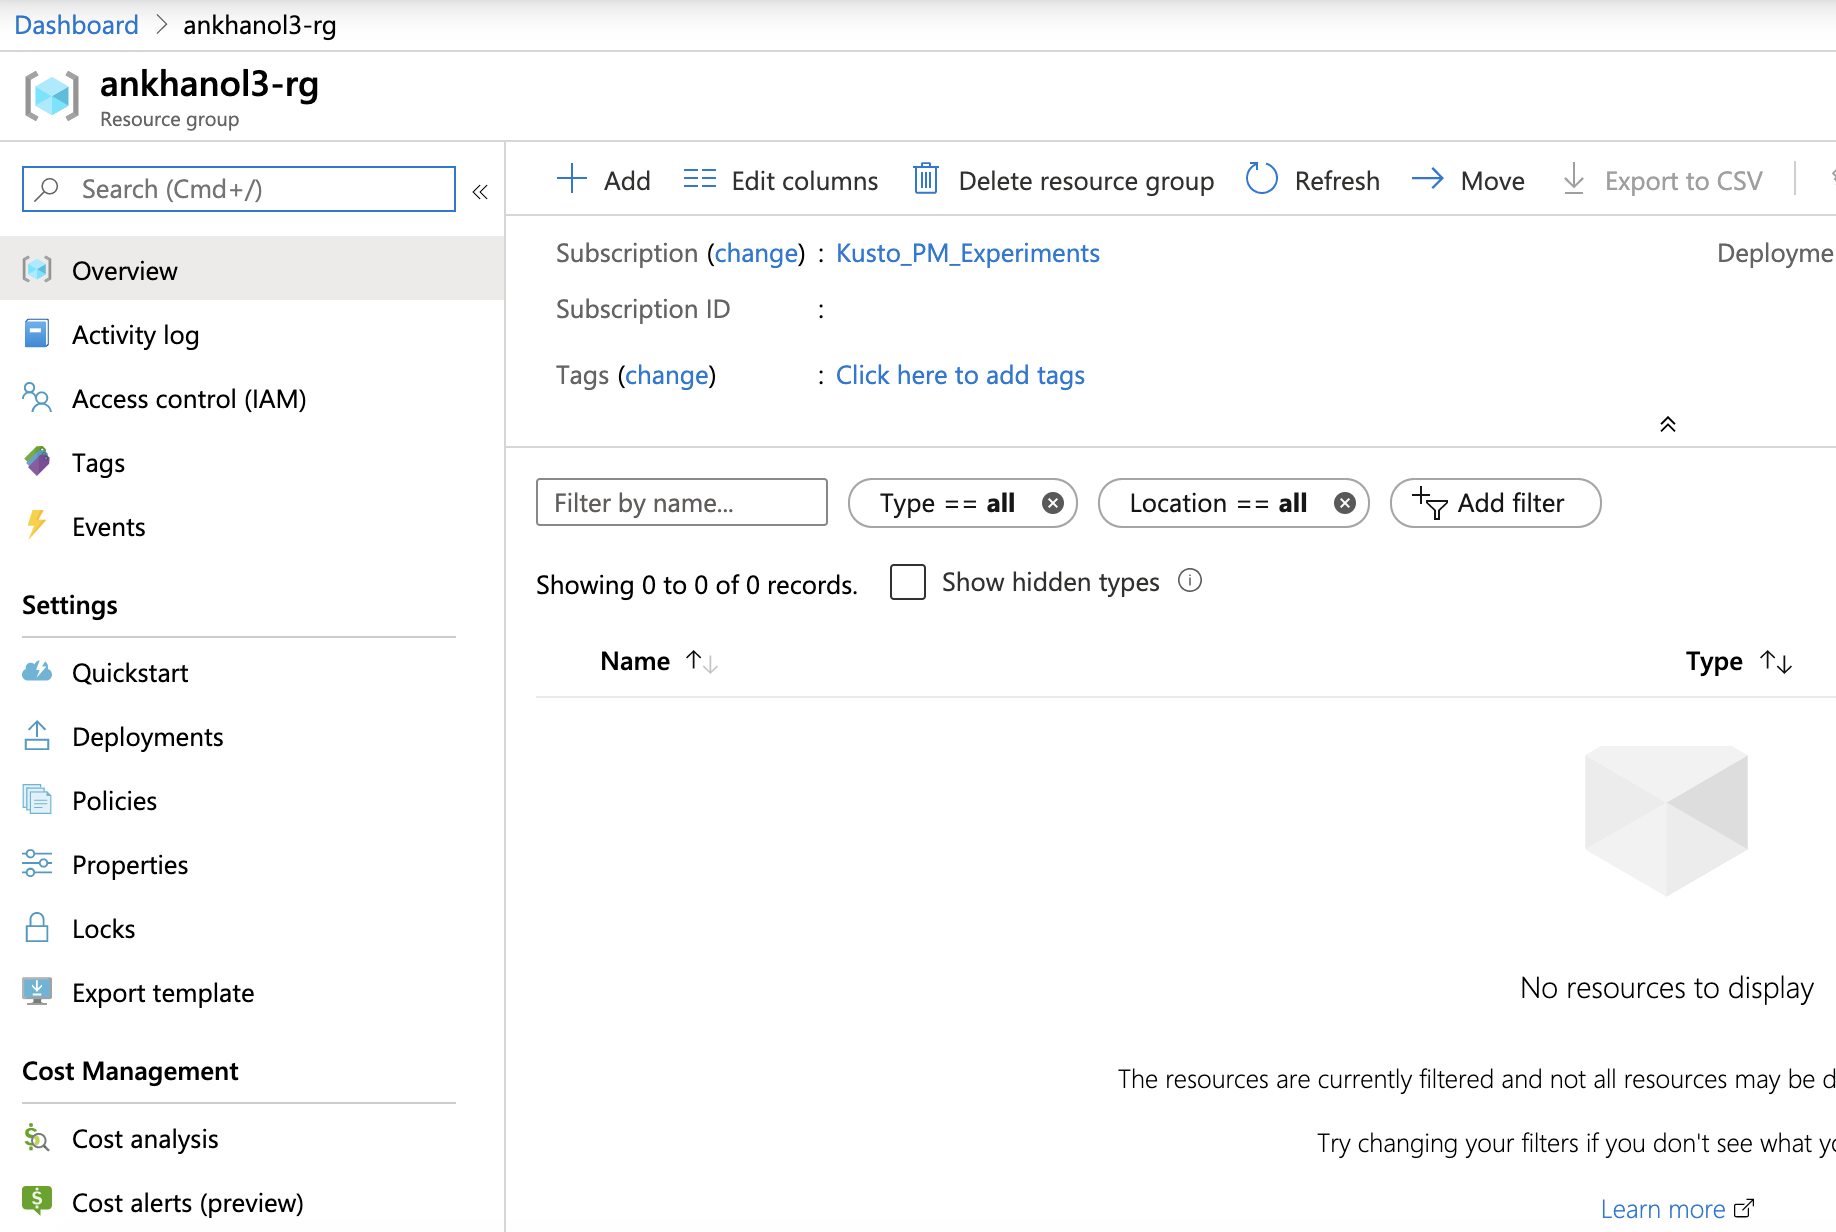 Dashboard > ankhanol3-rg
ankhanol3-rg
Resource group
Search (Cmd+/)
«
Overview
Activity log
Access control (IAM)
Tags
Events
Settings
Quickstart
Deployments
Policies
Properties
Locks
Export template
Cost Management
Cost analysis
Cost alerts (preview)
Add Edit columns Delete resource group Refresh Move Export to CSV
Subscription (change) : Kusto_PM_Experiments Deployme
Subscription ID :
Tags (change) : Click here to add tags
Filter by name... Type == all Location == all Add filter
Showing 0 to 0 of 0 records. Show hidden types
Name ↑↓ Type ↑↓
No resources to display
The resources are currently filtered and not all resources may be d
Try changing your filters if you don't see what yo
Learn more